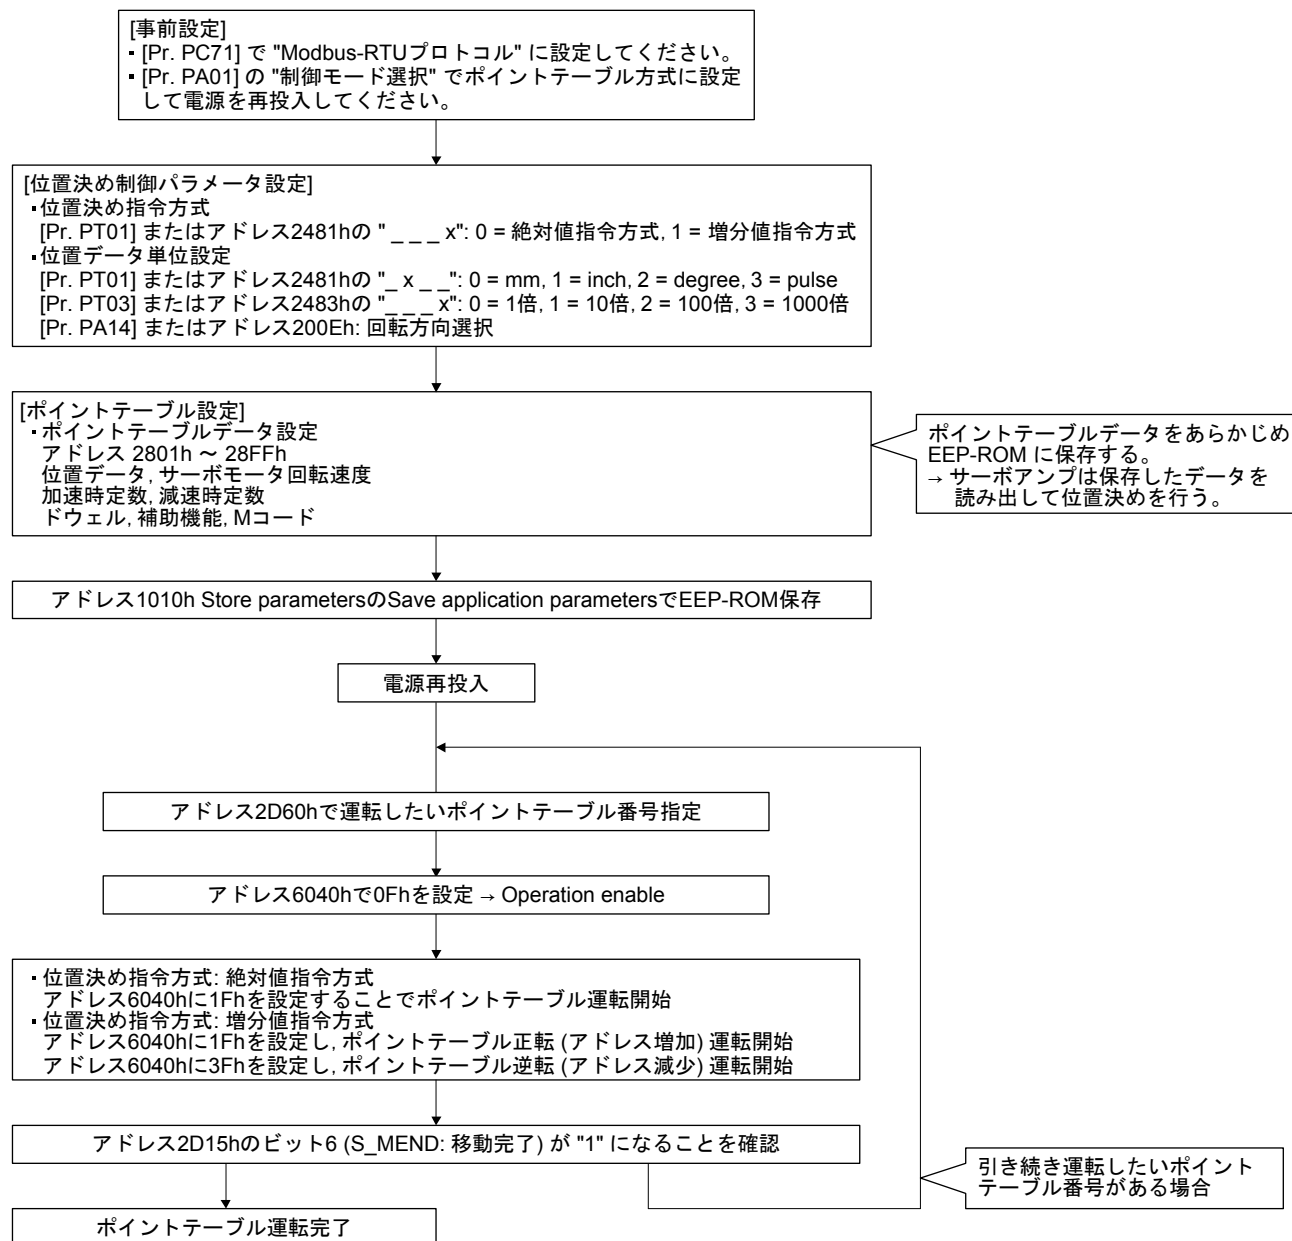 [事前設定]
・[Pr. PC71] で "Modbus-RTUプロトコル" に設定してください。
・[Pr. PA01] の "制御モード選択" でポイントテーブル方式に設定
して電源を再投入してください。
[位置決め制御パラメータ設定]
・位置決め指令方式
[Pr. PT01] またはアドレス2481hの " _ _ _ x": 0 = 絶対値指令方式, 1 = 増分値指令方式
・位置データ単位設定
[Pr. PT01] またはアドレス2481hの "_ x _ _": 0 = mm, 1 = inch, 2 = degree, 3 = pulse
[Pr. PT03] またはアドレス2483hの "_ _ _ x": 0 = 1倍, 1 = 10倍, 2 = 100倍, 3 = 1000倍
[Pr. PA14] またはアドレス200Eh: 回転方向選択
[ポイントテーブル設定]
・ポイントテーブルデータ設定
アドレス 2801h ～ 28FFh
位置データ, サーボモータ回転速度
加速時定数, 減速時定数
ドウェル, 補助機能, Mコード
ポイントテーブルデータをあらかじめ
EEP-ROM に保存する。
→ サーボアンプは保存したデータを
読み出して位置決めを行う。
アドレス1010h Store parametersのSave application parametersでEEP-ROM保存
電源再投入
アドレス2D60hで運転したいポイントテーブル番号指定
アドレス6040hで0Fhを設定 → Operation enable
・位置決め指令方式: 絶対値指令方式
アドレス6040hに1Fhを設定することでポイントテーブル運転開始
・位置決め指令方式: 増分値指令方式
アドレス6040hに1Fhを設定し, ポイントテーブル正転 (アドレス増加) 運転開始
アドレス6040hに3Fhを設定し, ポイントテーブル逆転 (アドレス減少) 運転開始
アドレス2D15hのビット6 (S_MEND: 移動完了) が "1" になることを確認
引き続き運転したいポイント
テーブル番号がある場合
ポイントテーブル運転完了